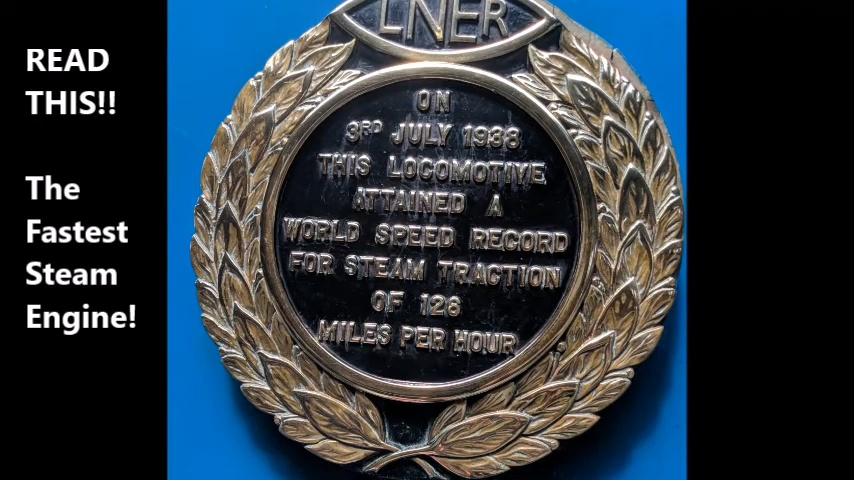 READ
THIS!!
The
Fastest
Steam
Engine!
LNER
ON
3RD JULY 1938
THIS LOCOMOTIVE
ATTAINED A
WORLD SPEED RECORD
FOR STEAM TRACTION
OF 126
MILES PER HOUR